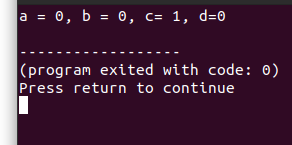 a = 0, b = 0, c= 1, d=0
------------------
(program exited with code: 0)
Press return to continue